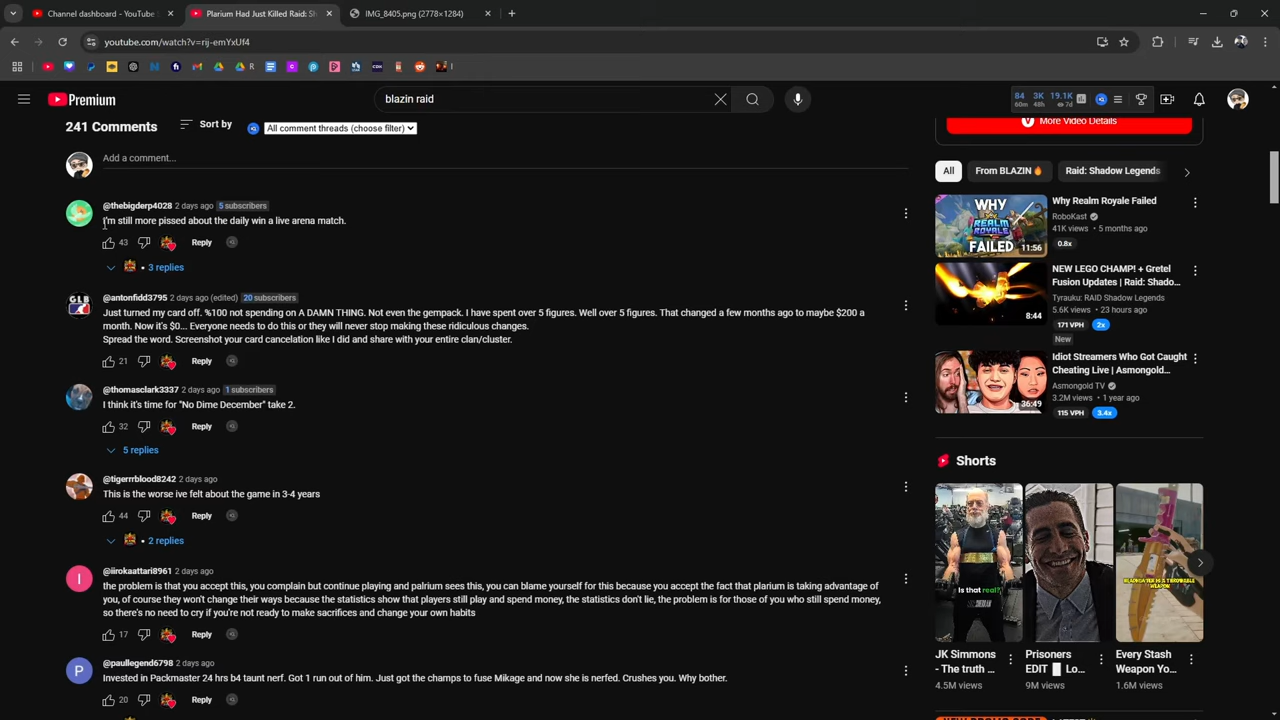 Channel dashboard - YouTube S
Plarium Had Just Killed Raid: Sh
IMG_8405.png (2778×1284)
youtube.com/watch?v=rij-emYxUf4
Premium
blazin raid
84 3K 19.1K
60m 48h 7d
241 Comments
Sort by
All comment threads (choose filter)
Add a comment...
@thebigderp4028 2 days ago 5 subscribers
I'm still more pissed about the daily win a live arena match.
43 Reply
• 3 replies
@antonfidd3795 2 days ago (edited) 20 subscribers
Just turned my card off. %100 not spending on A DAMN THING. Not even the gempack. I have spent over 5 figures. Well over 5 figures. That changed a few months ago to maybe $200 a
month. Now it's $0... Everyone needs to do this or they will never stop making these ridiculous changes.
Spread the word. Screenshot your card cancelation like I did and share with your entire clan/cluster.
21 Reply
@thomasclark3337 2 days ago 1 subscribers
I think it's time for "No Dime December" take 2.
32 Reply
5 replies
@tigerrrblood8242 2 days ago
This is the worse ive felt about the game in 3-4 years
44 Reply
• 2 replies
@iirokaattari8961 2 days ago
the problem is that you accept this, you complain but continue playing and palrium sees this, you can blame yourself for this because you accept the fact that plarium is taking advantage of
you, of course they won't change their ways because the statistics show that players still play and spend money, the statistics don't lie, the problem is for those of you who still spend money,
so there's no need to cry if you're not ready to make sacrifices and change your own habits
17 Reply
@paullegend6798 2 days ago
Invested in Packmaster 24 hrs b4 taunt nerf. Got 1 run out of him. Just got the champs to fuse Mikage and now she is nerfed. Crushes you. Why bother.
20 Reply
More Video Details
All From BLAZIN🔥 Raid: Shadow Legends
WHY
REALM ROYALE
FAILED
11:56
Why Realm Royale Failed
RoboKast
41K views • 5 months ago
0.8x
8:44
NEW LEGO CHAMP! + Gretel
Fusion Updates | Raid: Shado...
Tyrauku: RAID Shadow Legends
5.6K views • 23 hours ago
171 VPH 2x
New
36:49
Idiot Streamers Who Got Caught
Cheating Live | Asmongold...
Asmongold TV
3.2M views • 1 year ago
115 VPH 3.4x
Shorts
Is that real?
JK Simmons
- The truth ...
4.5M views
Prisoners
EDIT Lo...
9M views
Every Stash
Weapon Yo...
1.6M views